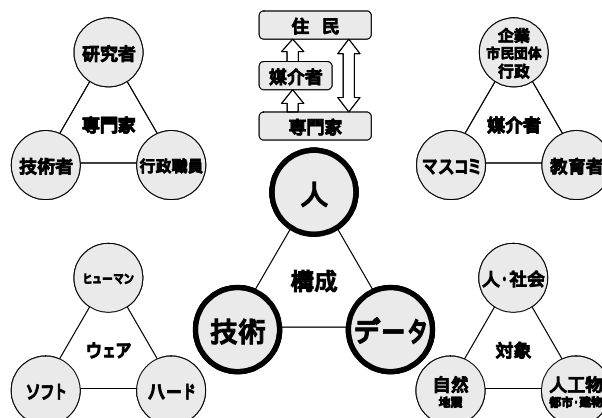 研究者
専門家
技術者
行政職員
住民
媒介者
専門家
企業
市民団体
行政
媒介者
マスコミ
教育者
人
構成
技術
データ
ヒューマン
ウェア
ソフト
ハード
人・社会
対象
自然
地震
人工物
都市・建物